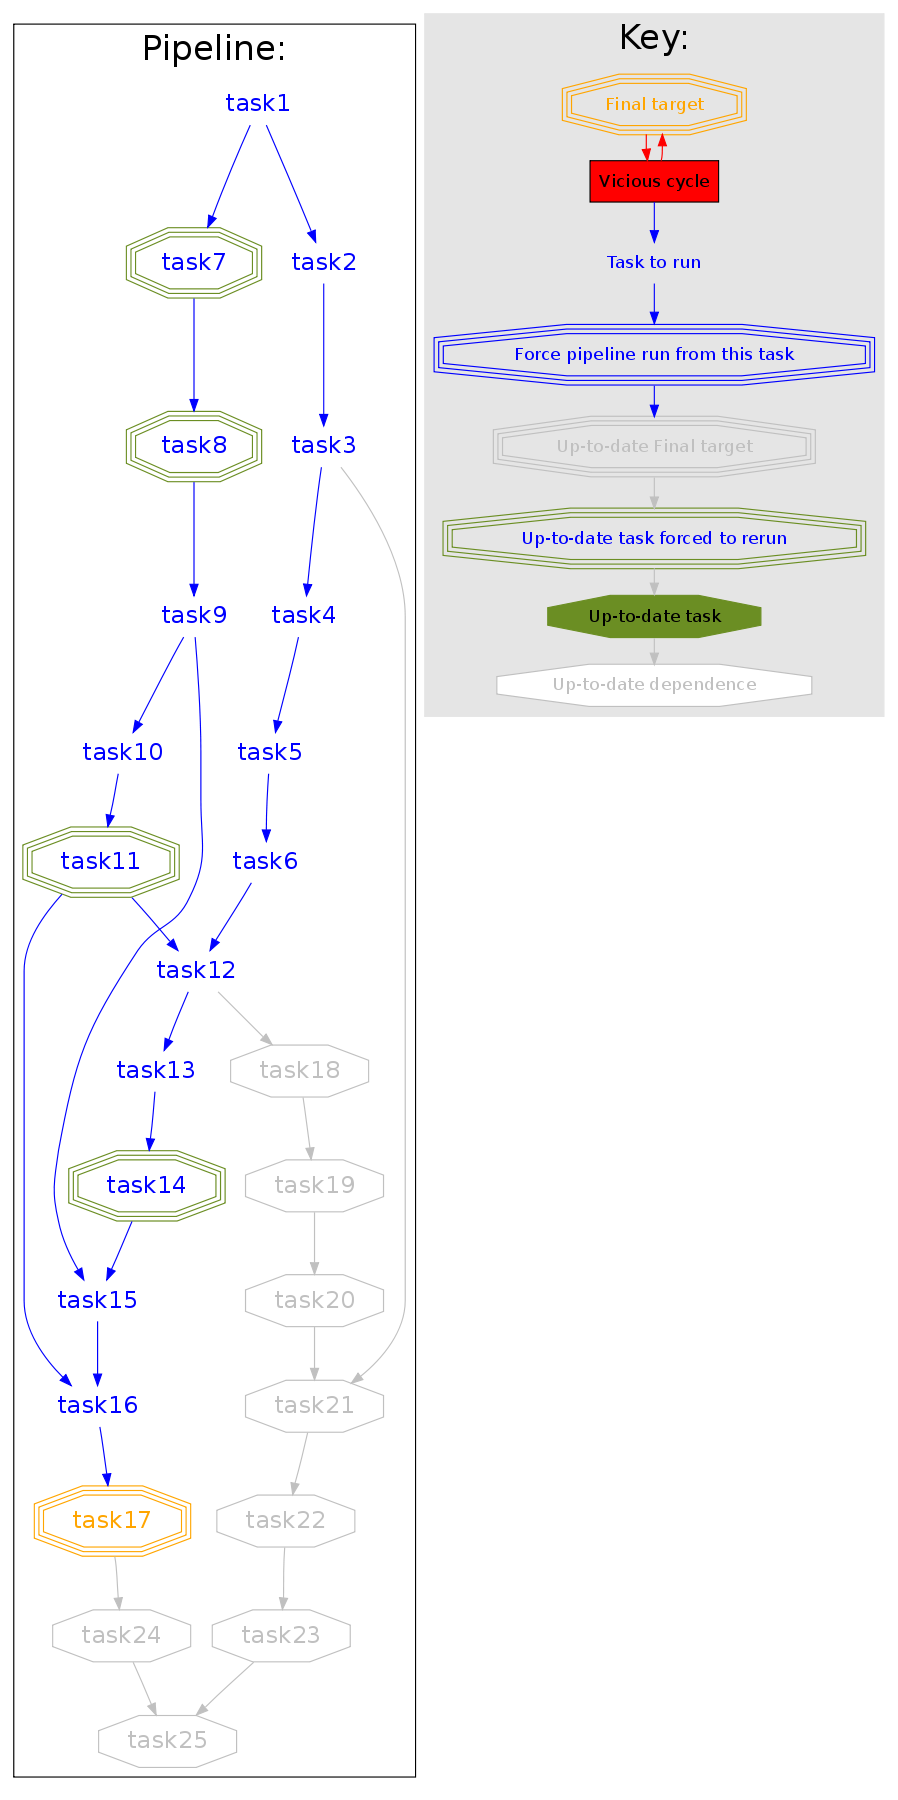 Pipeline:
task1
task7
task2
task8
task3
task9
task4
task10
task5
task11
task6
task12
task13
task18
task14
task19
task15
task20
task16
task21
task17
task22
task24
task23
task25
Key:
Final target
Vicious cycle
Task to run
Force pipeline run from this task
Up-to-date Final target
Up-to-date task forced to rerun
Up-to-date task
Up-to-date dependence